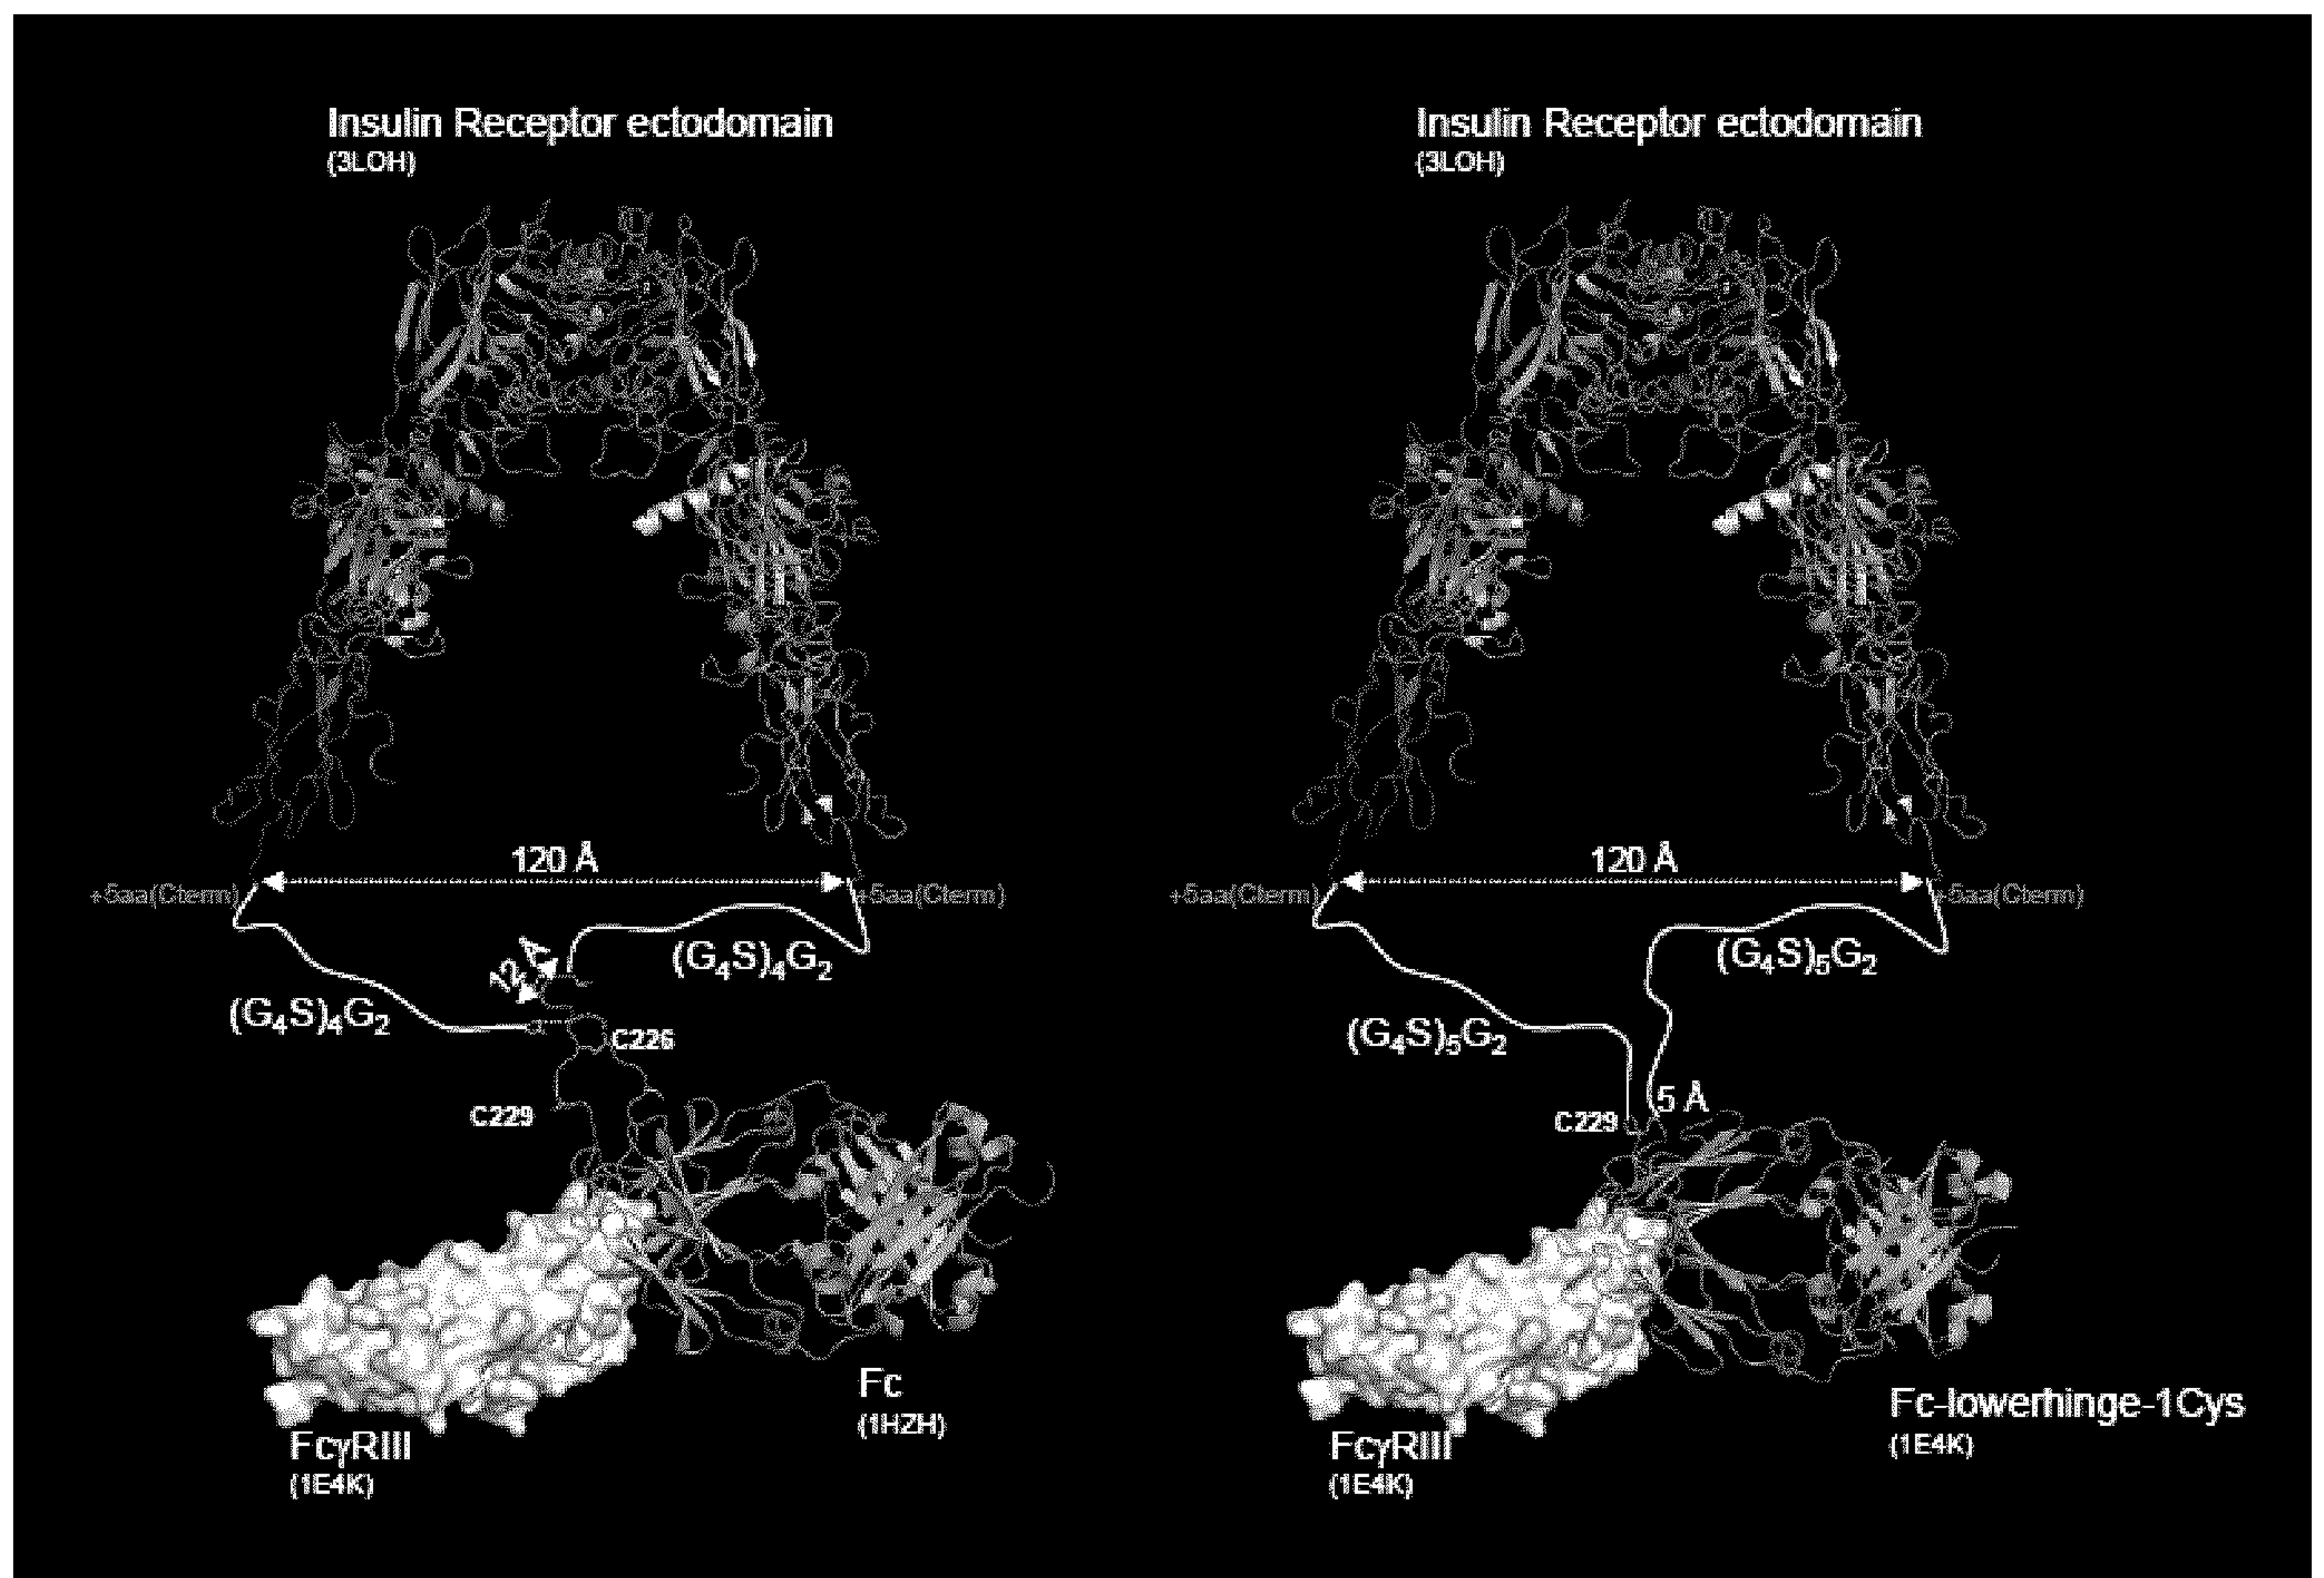 Insulin Receptor ectodomain
(3LOH)
120 Å
+5aa(Cterm)
+5aa(Cterm)
12 Å
(G₄S)₄G₂
(G₄S)₄G₂
C226
C229
Fc
(1HZH)
FcγRIII
(1E4K)
Insulin Receptor ectodomain
(3LOH)
120 Å
+5aa(Cterm)
+5aa(Cterm)
(G₄S)₅G₂
(G₄S)₅G₂
5 Å
C229
Fc-lowerhinge-1Cys
(1E4K)
FcγRIII
(1E4K)